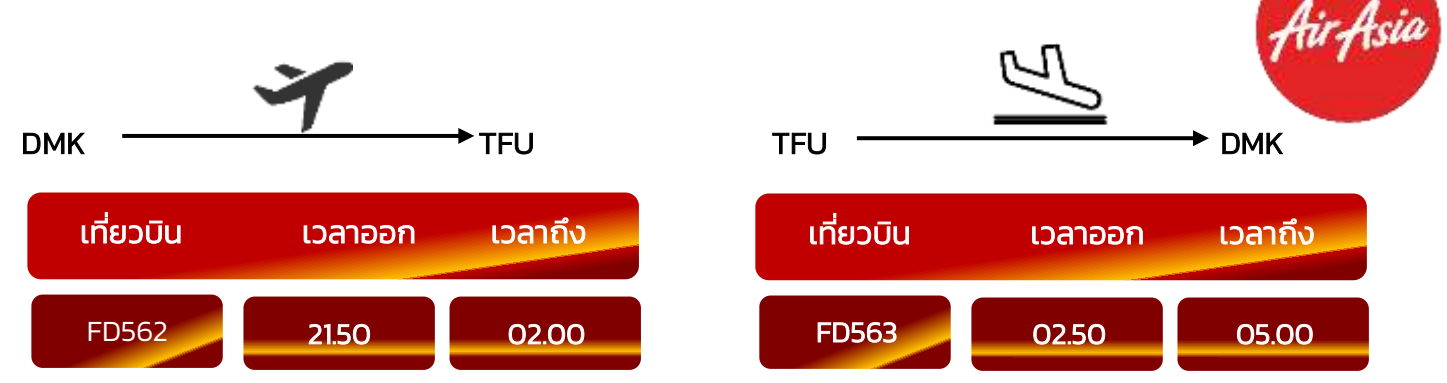 AirAsia
DMK TFU
TFU DMK
เที่ยวบิน เวลาออก เวลาถึง
FD562 21.50 02.00
เที่ยวบิน เวลาออก เวลาถึง
FD563 02.50 05.00